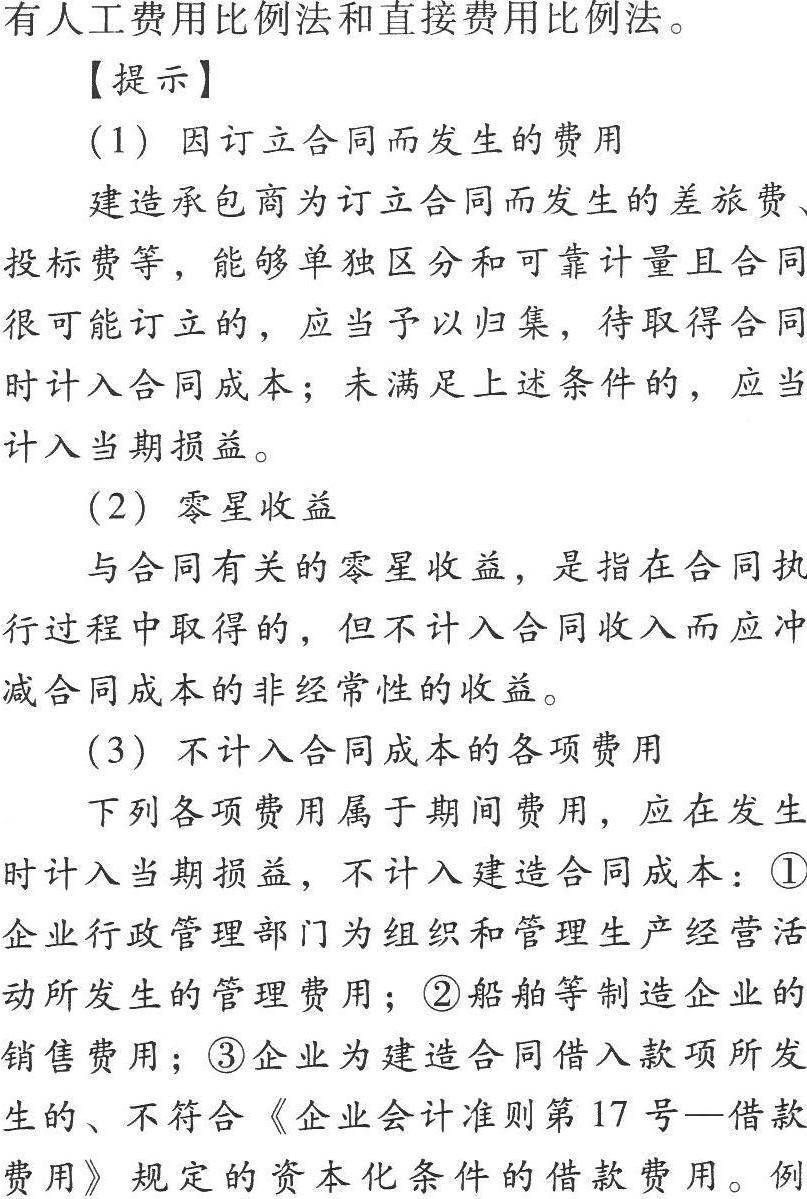 有人工费用比例法和直接费用比例法。
【提示】
(1) 因订立合同而发生的费用
建造承包商为订立合同而发生的差旅费、
投标费等，能够单独区分和可靠计量且合同
很可能订立的，应当予以归集，待取得合同
时计入合同成本；未满足上述条件的，应当
计入当期损益。
(2) 零星收益
与合同有关的零星收益，是指在合同执
行过程中取得的，但不计入合同收入而应冲
减合同成本的非经常性的收益。
(3) 不计入合同成本的各项费用
下列各项费用属于期间费用，应在发生
时计入当期损益，不计入建造合同成本：①
企业行政管理部门为组织和管理生产经营活
动所发生的管理费用；②船舶等制造企业的
销售费用；③企业为建造合同借入款项所发
生的、不符合《企业会计准则第 17 号—借款
费用》规定的资本化条件的借款费用。例